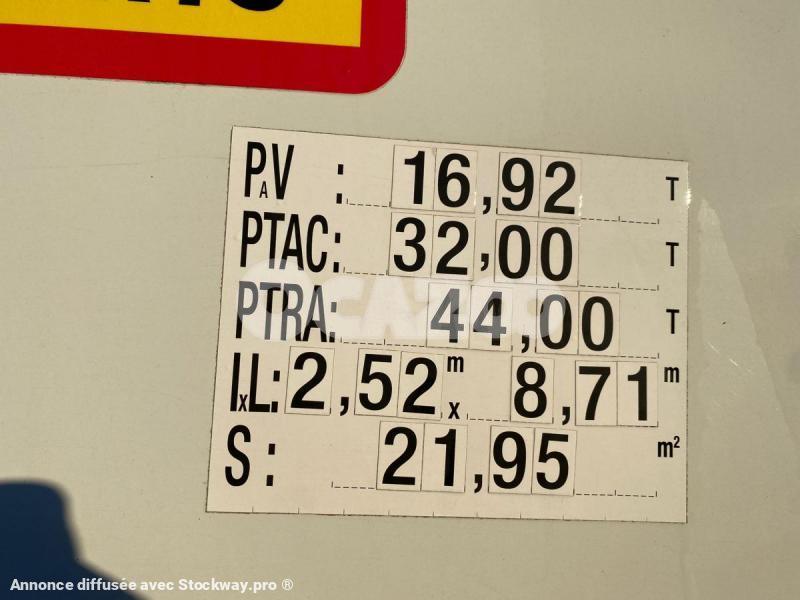 PAV : 16,92 T
PTAC: 32,00 T
PTRA: 44,00 T
lxL: 2,52 m x 8,71 m
S : 21,95 m²
OCAZOO
Annonce diffusée avec Stockway.pro ®